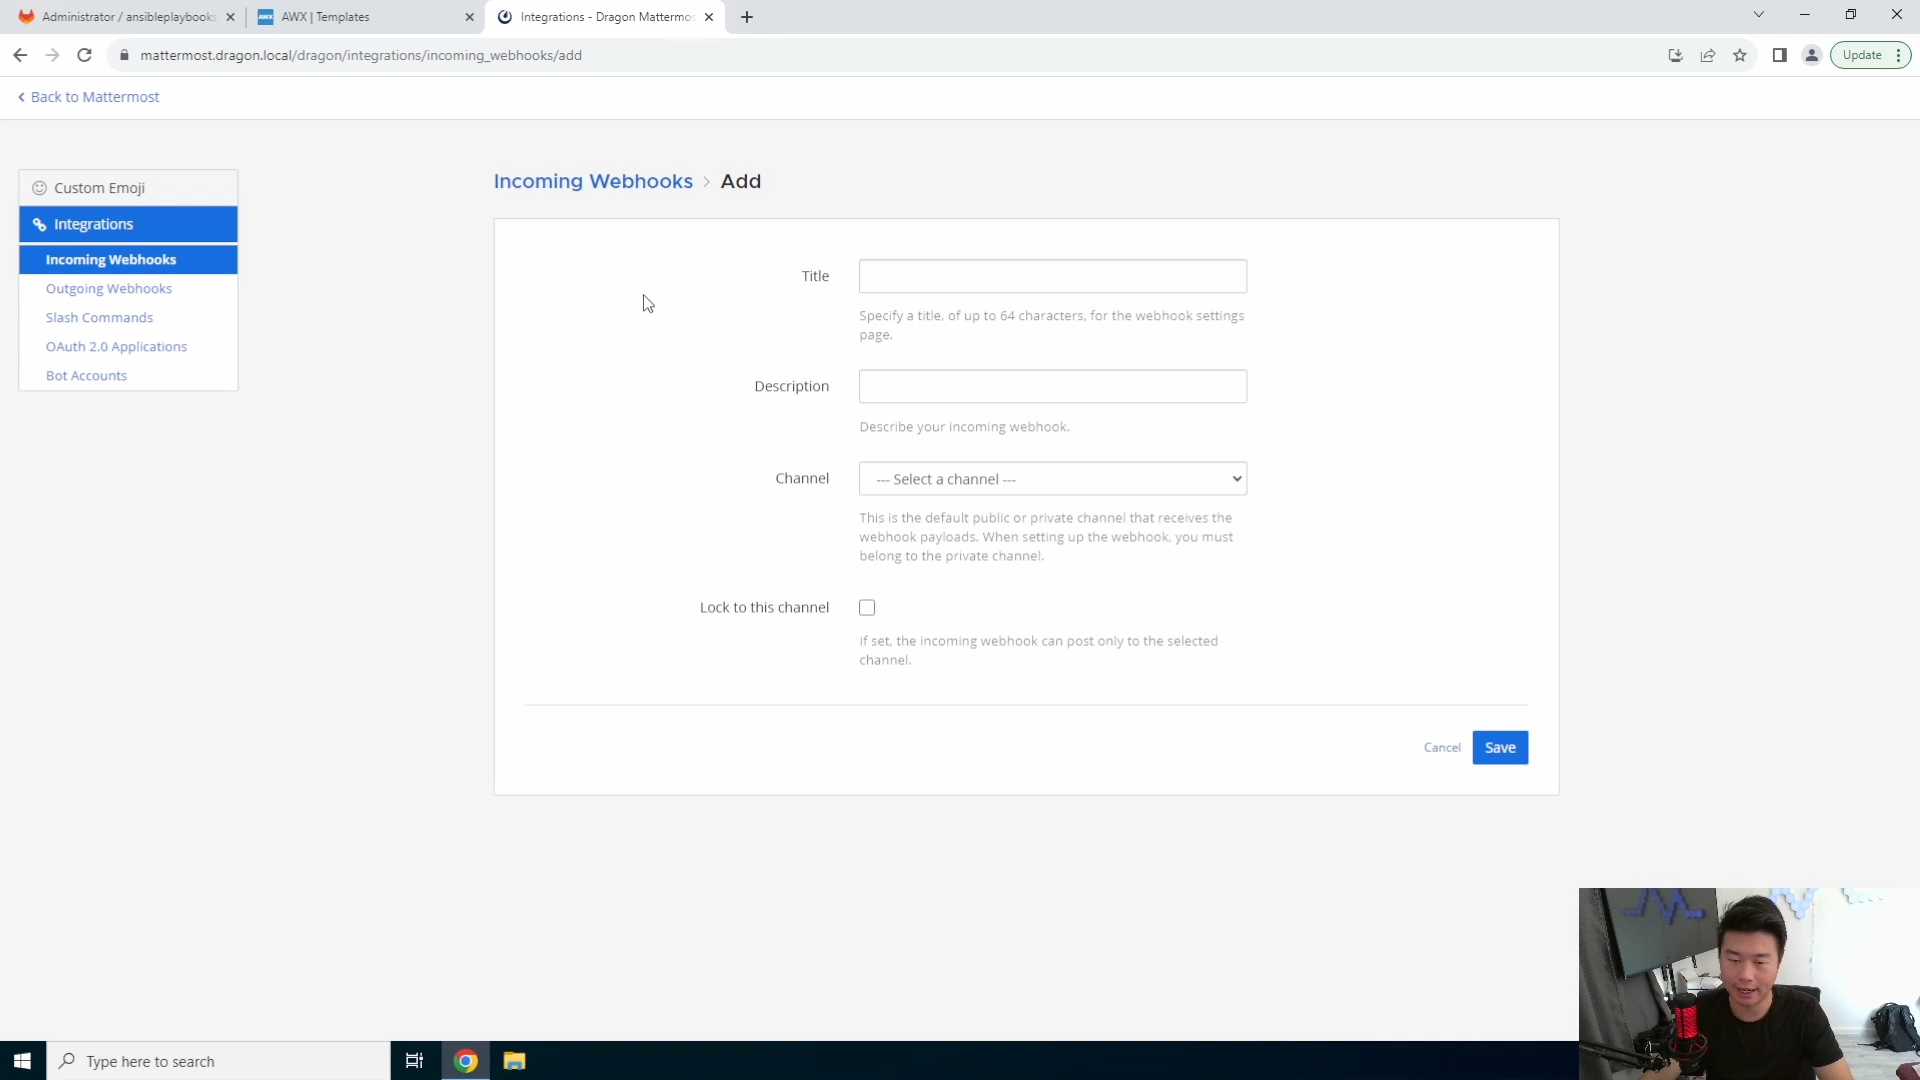 Administrator / ansibleplaybooks
AWX | Templates
Integrations - Dragon Mattermos
mattermost.dragon.local/dragon/integrations/incoming_webhooks/add
Update
Back to Mattermost
Custom Emoji
Integrations
Incoming Webhooks
Outgoing Webhooks
Slash Commands
OAuth 2.0 Applications
Bot Accounts
Incoming Webhooks > Add
Title
Specify a title, of up to 64 characters, for the webhook settings
page.
Description
Describe your incoming webhook.
Channel
--- Select a channel ---
This is the default public or private channel that receives the
webhook payloads. When setting up the webhook, you must
belong to the private channel.
Lock to this channel
If set, the incoming webhook can post only to the selected
channel.
Cancel
Save
Type here to search